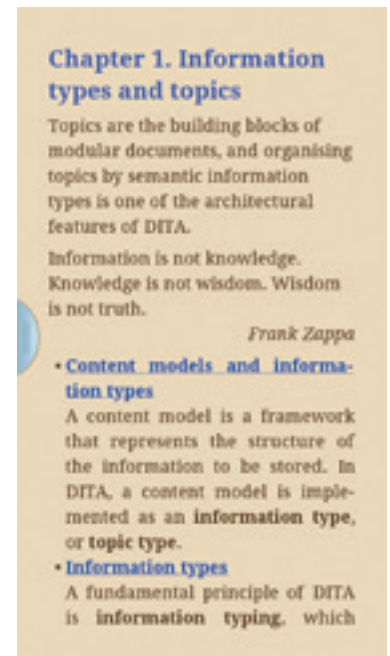 Chapter 1. Information
types and topics
Topics are the building blocks of
modular documents, and organising
topics by semantic information
types is one of the architectural
features of DITA.
Information is not knowledge.
Knowledge is not wisdom. Wisdom
is not truth.
Frank Zappa
• Content models and informa-
tion types
A content model is a framework
that represents the structure of
the information to be stored. In
DITA, a content model is imple-
mented as an information type,
or topic type.
• Information types
A fundamental principle of DITA
is information typing, which